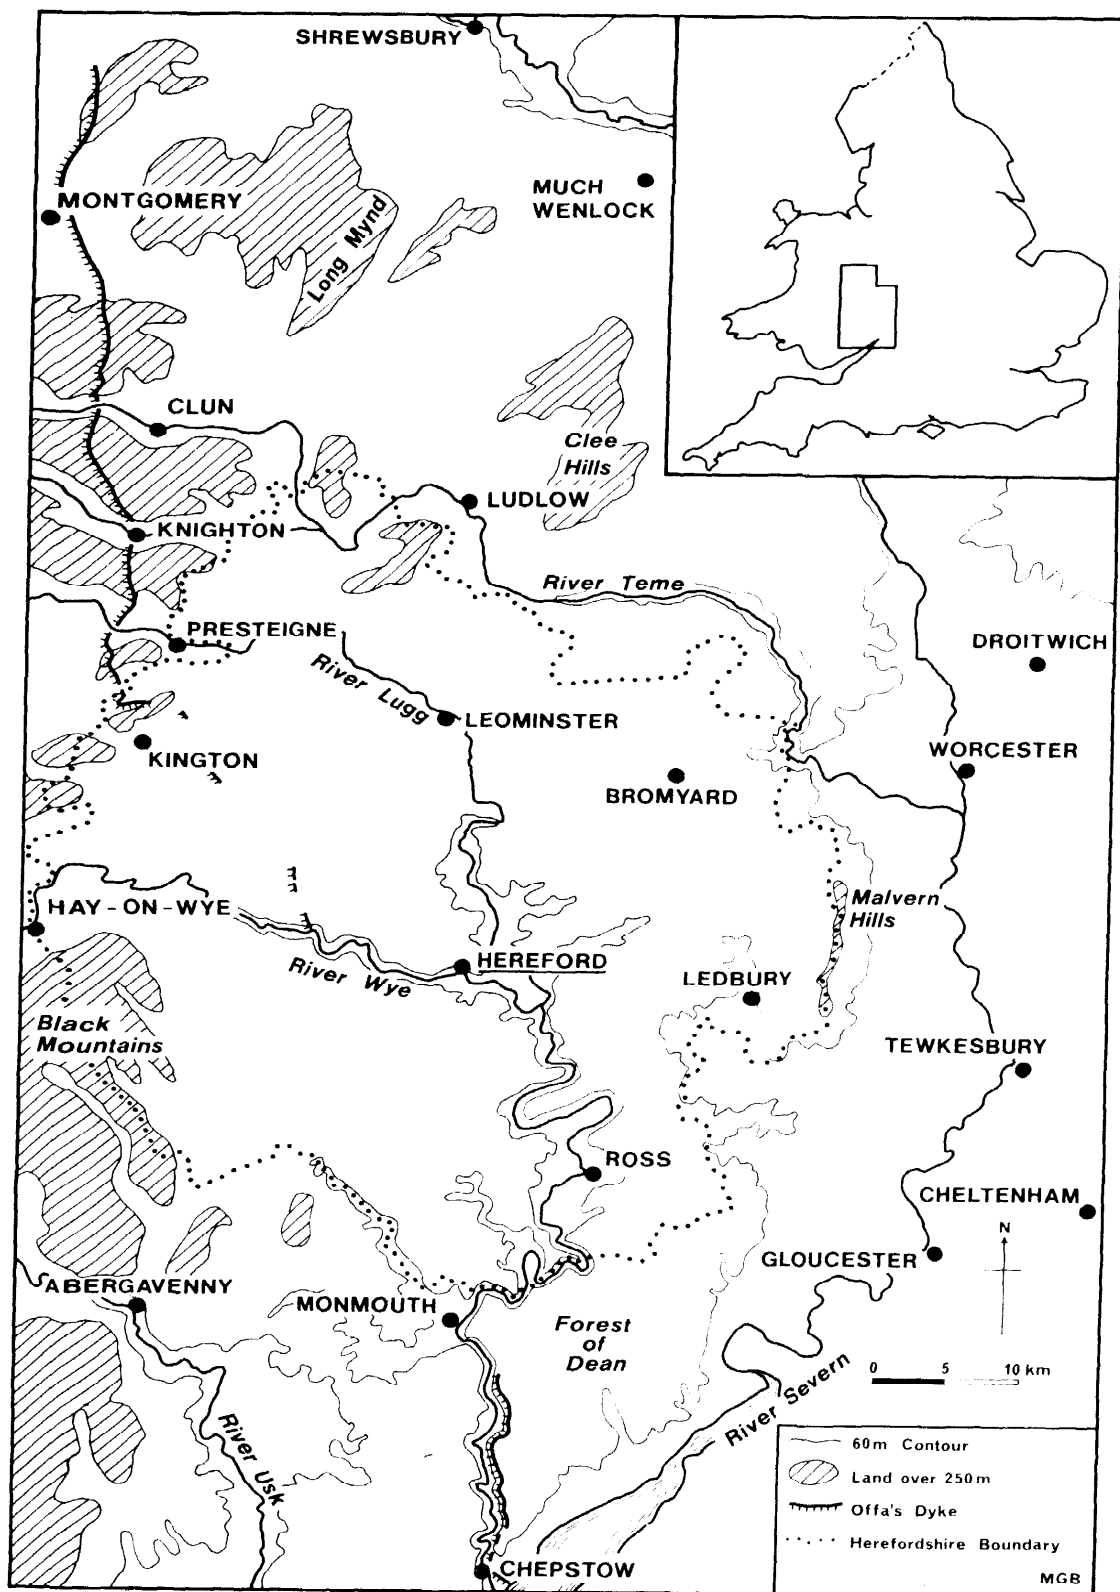 SHREWSBURY
MUCH
WENLOCK
MONTGOMERY
Long Mynd
CLUN
Clee
Hills
LUDLOW
KNIGHTON
River Teme
PRESTEIGNE
DROITWICH
River Lugg
LEOMINSTER
KINGTON
WORCESTER
BROMYARD
HAY-ON-WYE
Malvern
Hills
HEREFORD
River Wye
LEDBURY
Black
Mountains
TEWKESBURY
ROSS
CHELTENHAM
N
GLOUCESTER
ABERGAVENNY
MONMOUTH
Forest
of
Dean
0 5 10 km
River Severn
River Usk
60m Contour
Land over 250m
Offa's Dyke
Herefordshire Boundary
CHEPSTOW
MGB